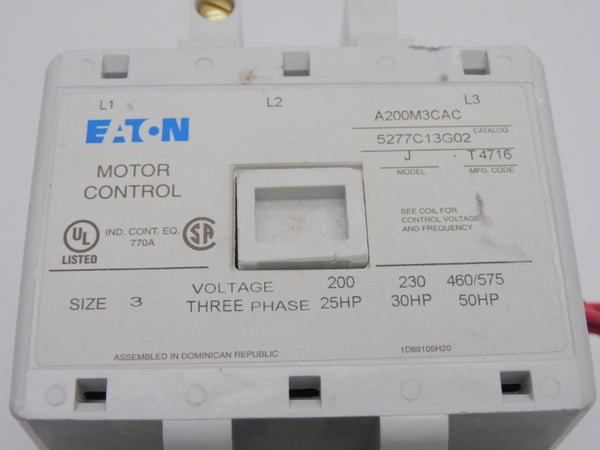 L1 L2 L3
EATON
MOTOR
CONTROL
A200M3CAC
5277C13G02 CATALOG
J T4716
MODEL MFG. CODE
SEE COIL FOR
CONTROL VOLTAGE
AND FREQUENCY
UL
LISTED
IND. CONT. EQ.
770A
SA
SIZE 3
VOLTAGE 200 230 460/575
THREE PHASE 25HP 30HP 50HP
ASSEMBLED IN DOMINICAN REPUBLIC
1D89105H20